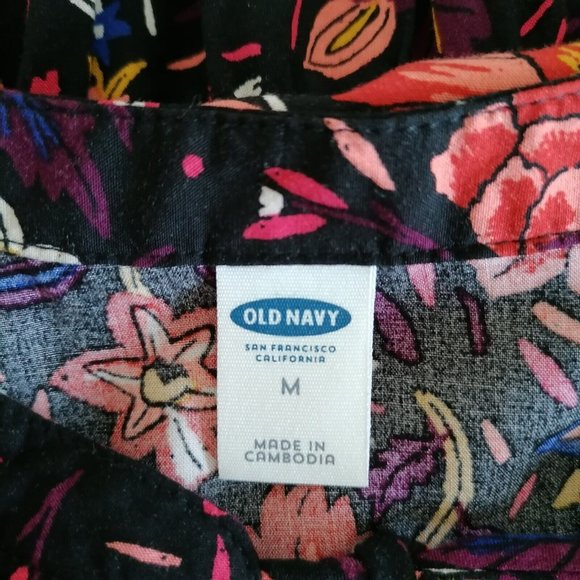 OLD NAVY
SAN FRANCISCO
CALIFORNIA
M
MADE IN
CAMBODIA